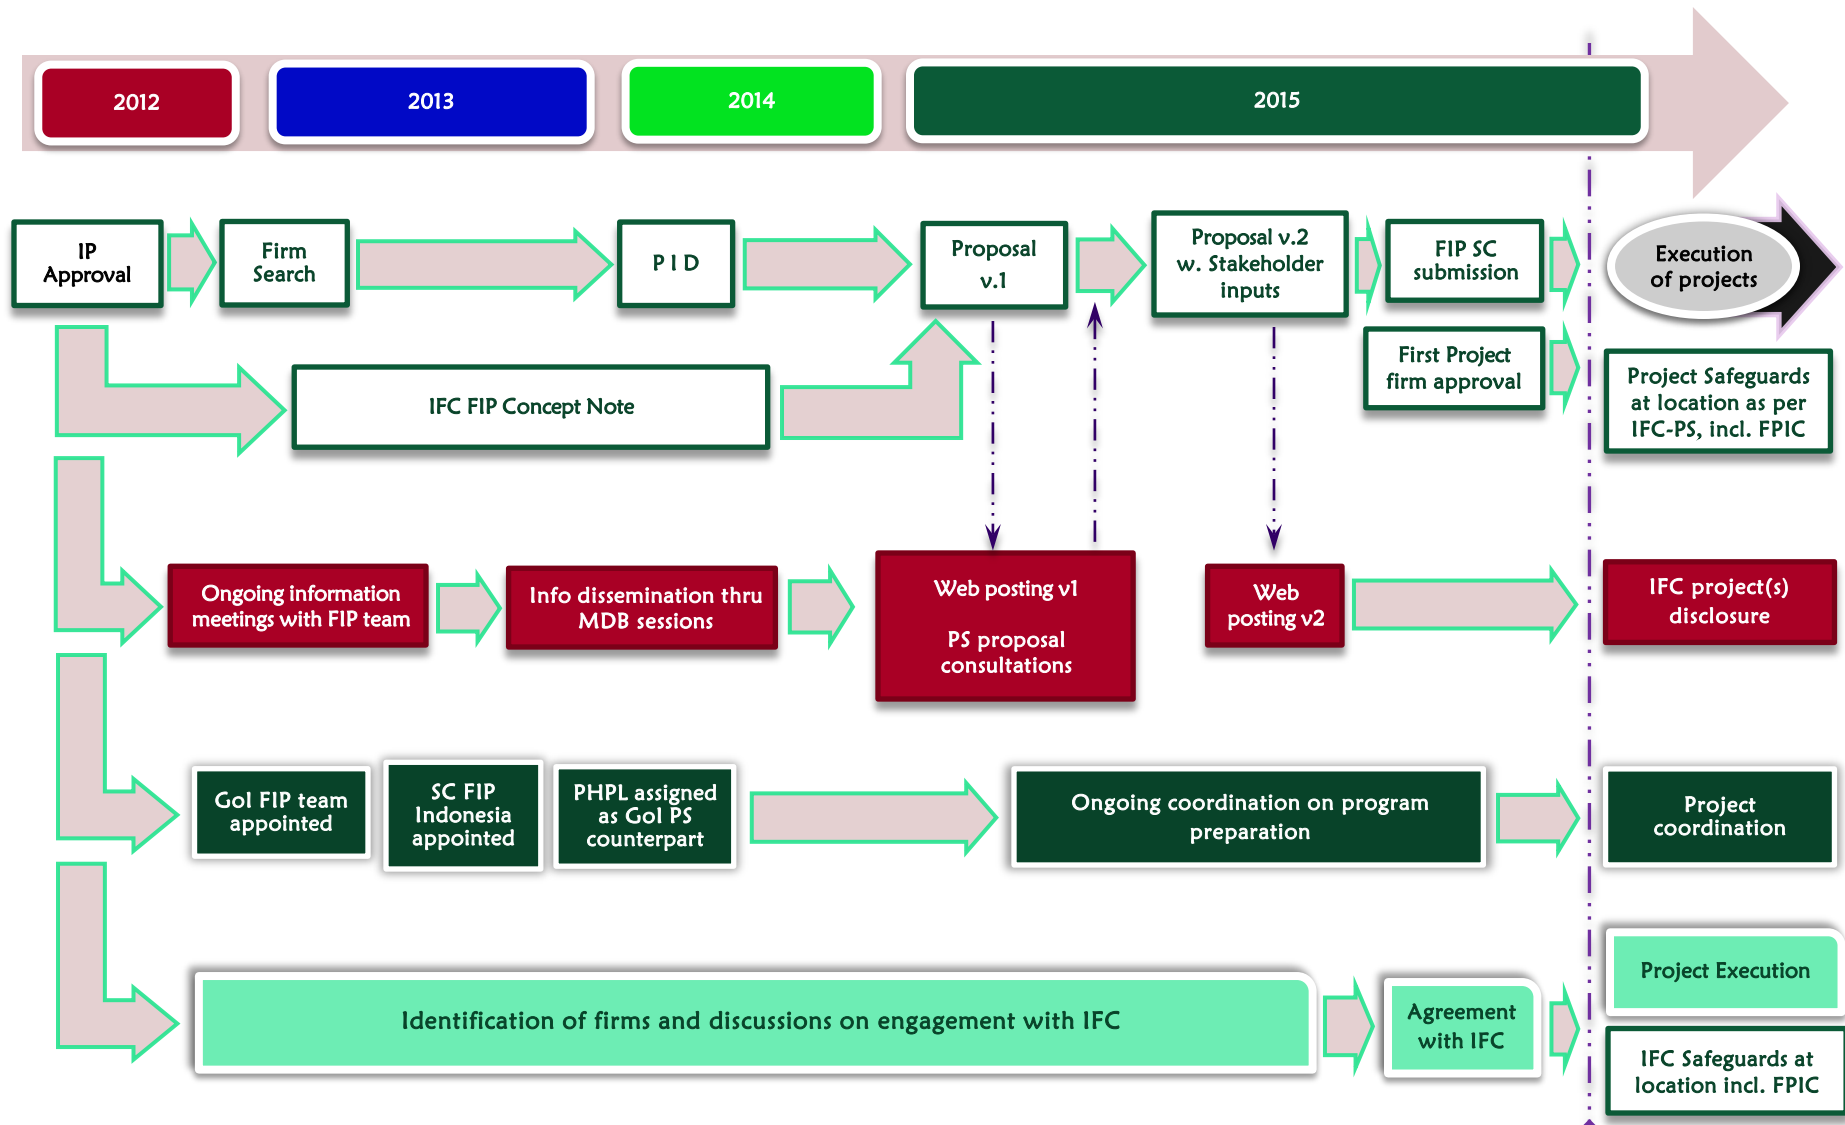 2012
2013
2014
2015
IP
Approval
Firm
Search
P I D
Proposal
v.1
Proposal v.2
w. Stakeholder
inputs
FIP SC
submission
Execution
of projects
First Project
firm approval
IFC FIP Concept Note
Project Safeguards
at location as per
IFC-PS, incl. FPIC
Ongoing information
meetings with FIP team
Info dissemination thru
MDB sessions
Web posting v1
PS proposal
consultations
Web
posting v2
IFC project(s)
disclosure
GoI FIP team
appointed
SC FIP
Indonesia
appointed
PHPL assigned
as GoI PS
counterpart
Ongoing coordination on program
preparation
Project
coordination
Identification of firms and discussions on engagement with IFC
Agreement
with IFC
Project Execution
IFC Safeguards at
location incl. FPIC